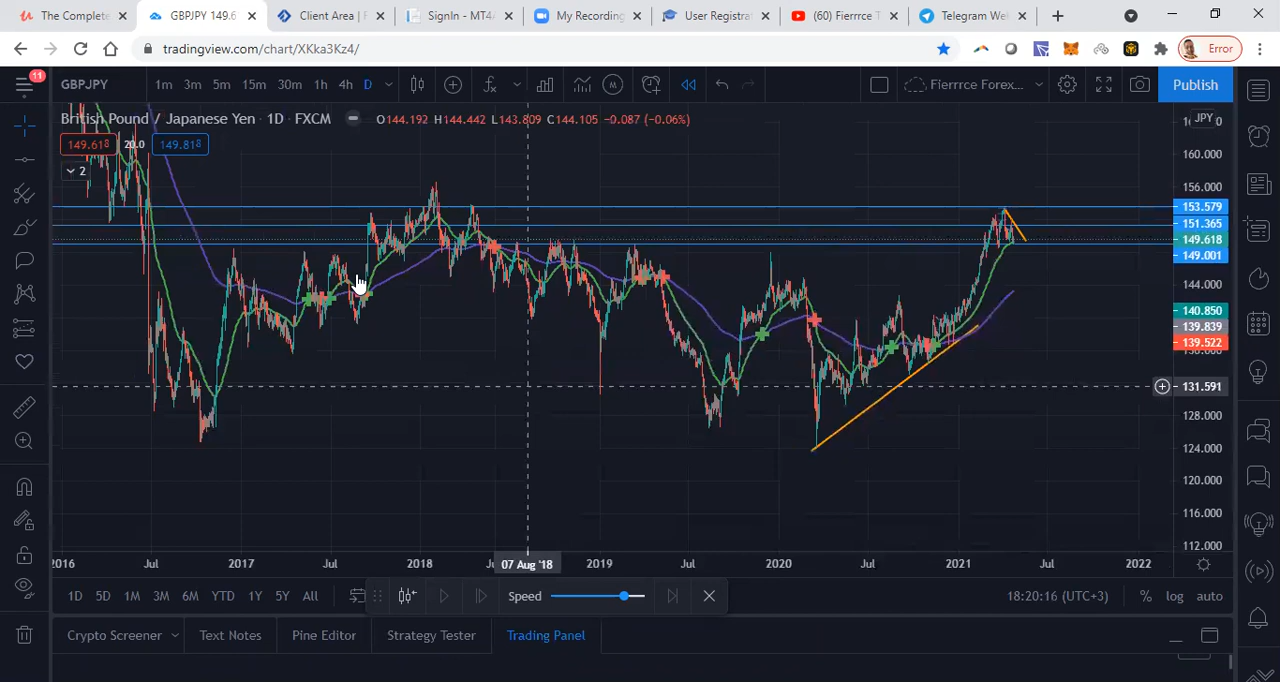 The Complete
GBPJPY 149.6
Client Area | F
SignIn - MT4
My Recording
User Registra
(60) Fierrrce T
Telegram We
tradingview.com/chart/XKka3Kz4/
Error
11
GBPJPY
1m 3m 5m 15m 30m 1h 4h D
Fierrrce Forex...
Publish
British Pound / Japanese Yen · 1D · FXCM
O144.192 H144.442 L143.809 C144.105 −0.087 (−0.06%)
JPY
149.618 20.0 149.818
2
160.000
156.000
153.579
151.365
149.618
149.001
144.000
140.850
139.839
139.522
136.000
131.591
128.000
124.000
120.000
116.000
112.000
2016 Jul 2017 Jul 2018 07 Aug '18 2019 Jul 2020 Jul 2021 Jul 2022
1D 5D 1M 3M 6M YTD 1Y 5Y All
Speed
18:20:16 (UTC+3)
% log auto
Crypto Screener
Text Notes
Pine Editor
Strategy Tester
Trading Panel